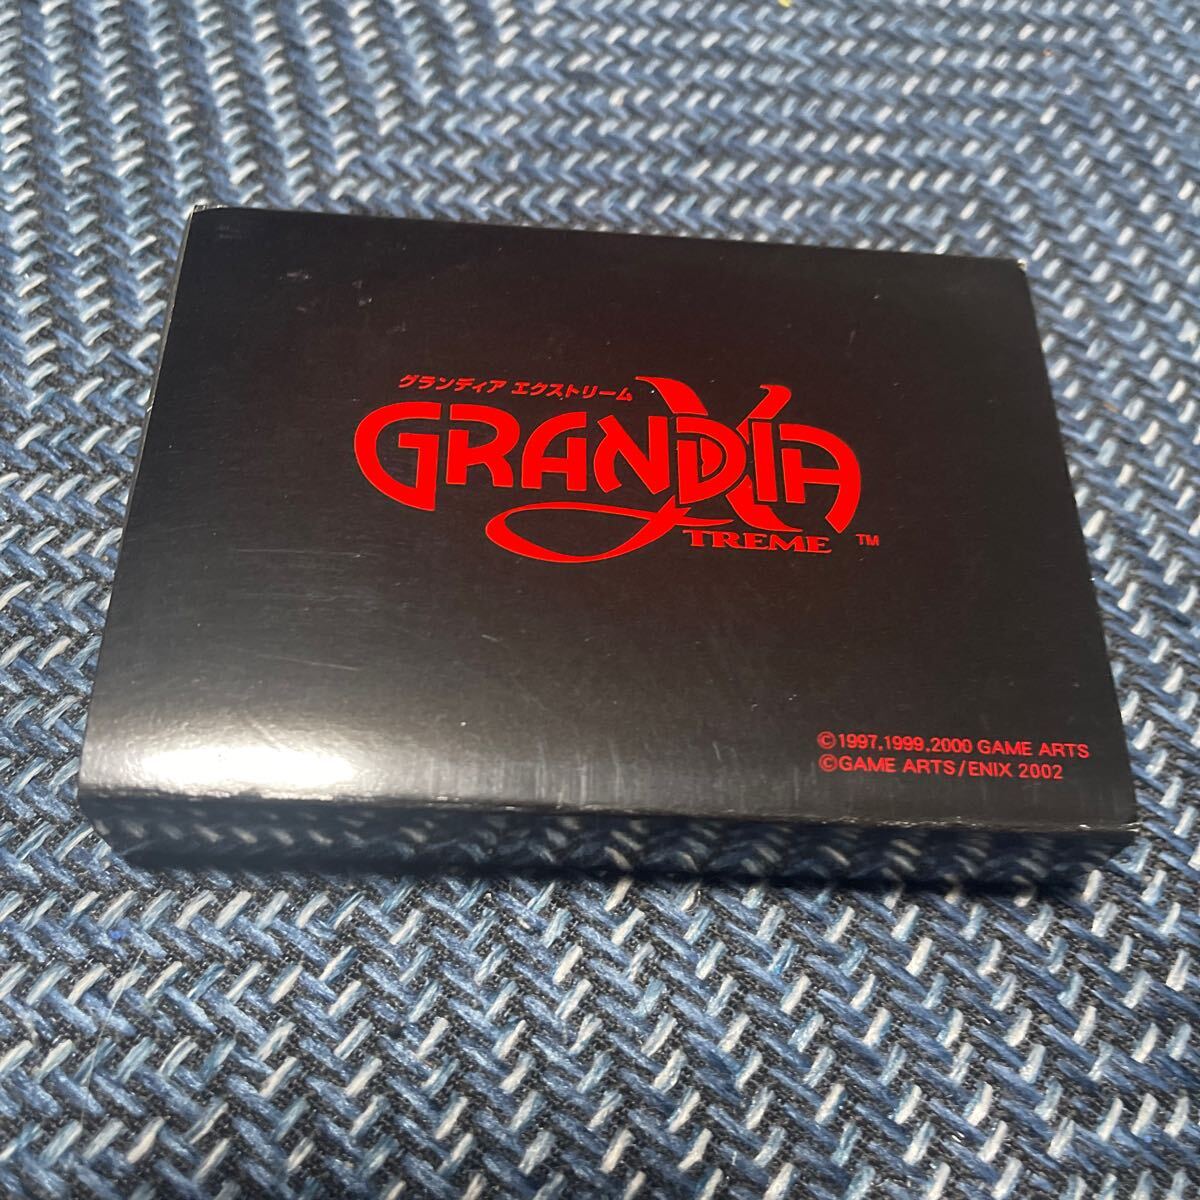 グランディア エクストリーム
GRANDIA
XTREME ™
©1997,1999,2000 GAME ARTS
©GAME ARTS/ENIX 2002